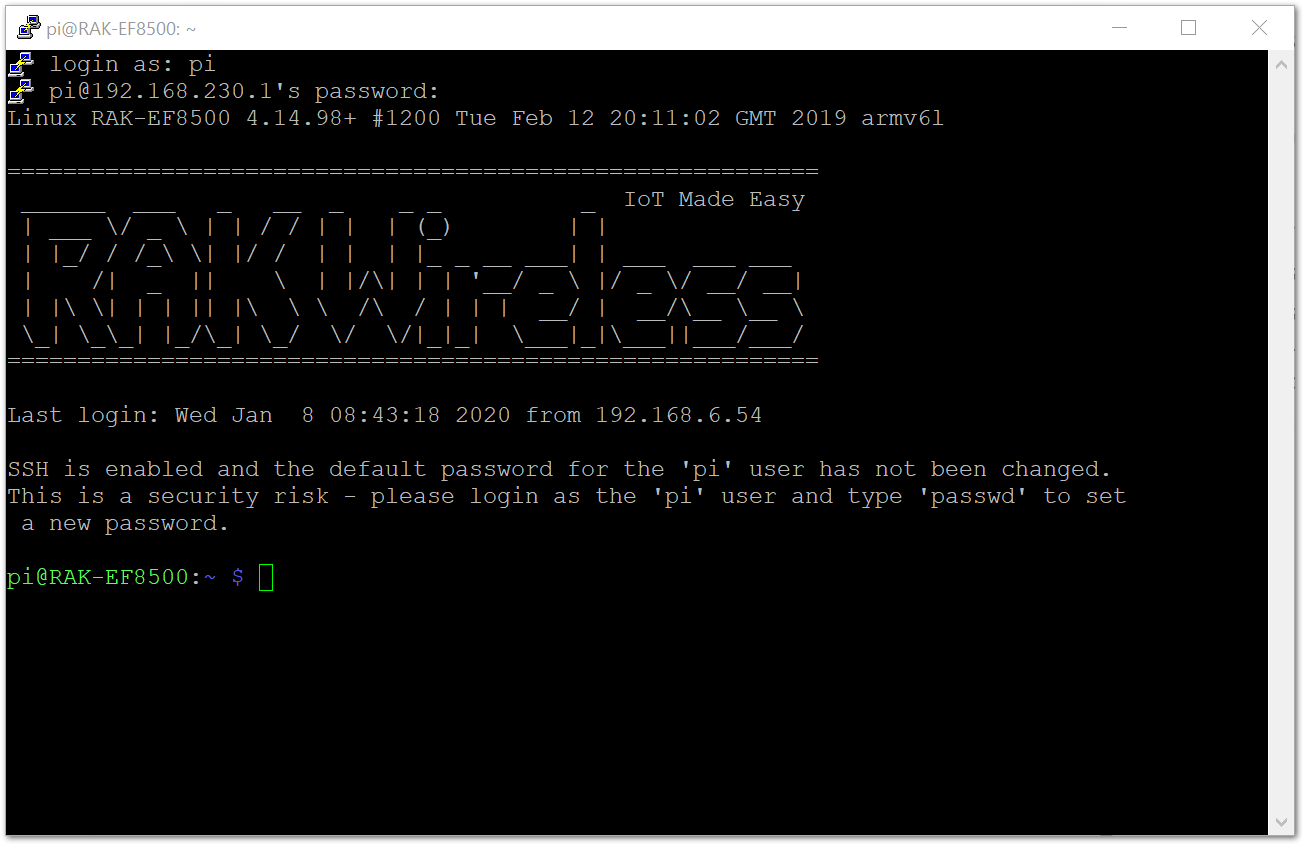 pi@RAK-EF8500: ~
login as: pi
pi@192.168.230.1's password:
Linux RAK-EF8500 4.14.98+ #1200 Tue Feb 12 20:11:02 GMT 2019 armv6l
==========================================================
IoT Made Easy
RAKWireless
==========================================================
Last login: Wed Jan  8 08:43:18 2020 from 192.168.6.54
SSH is enabled and the default password for the 'pi' user has not been changed.
This is a security risk - please login as the 'pi' user and type 'passwd' to set
 a new password.
pi@RAK-EF8500:~ $